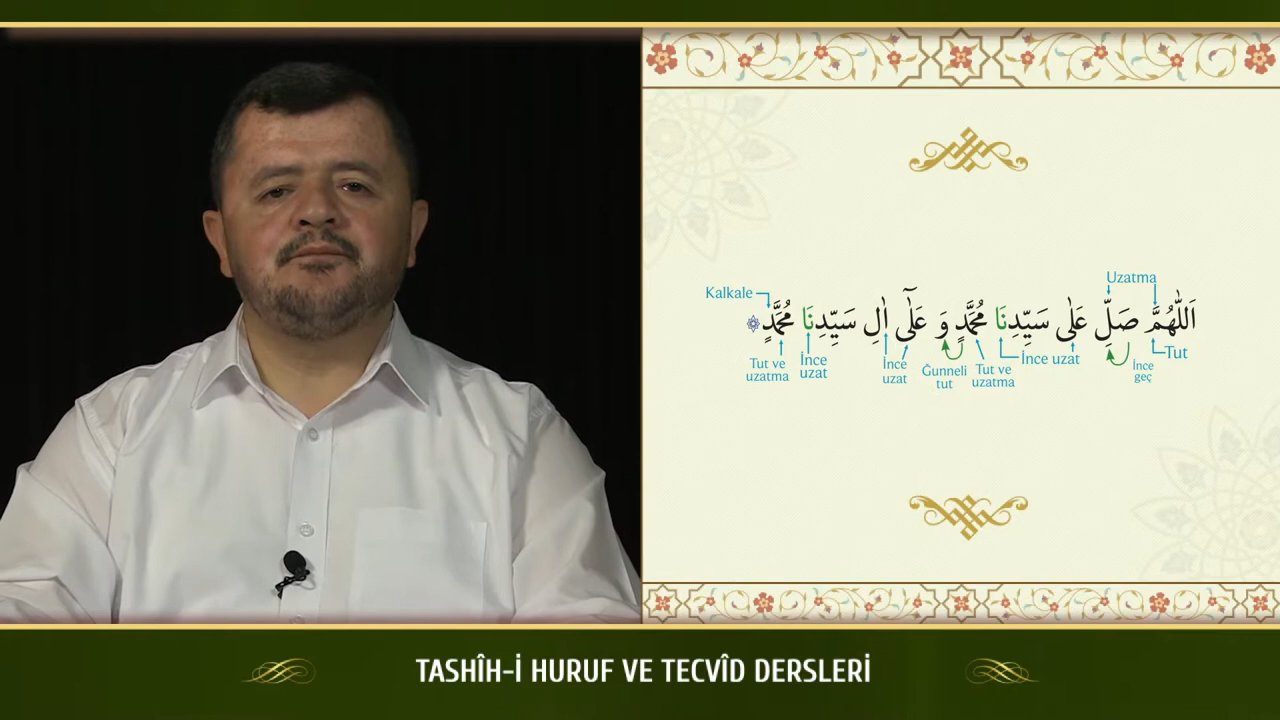 Uzatma
Kalkale
اَللّٰهُمَّ صَلِّ عَلٰى سَيِّدِنَا مُحَمَّدٍ وَ عَلٰٓى اٰلِ سَيِّدِنَا مُحَمَّدٍ
Tut
İnce geç
İnce uzat
Tut ve uzatma
Ğunneli tut
İnce uzat
İnce uzat
Tut ve uzatma
TASHÎH-İ HURUF VE TECVÎD DERSLERİ